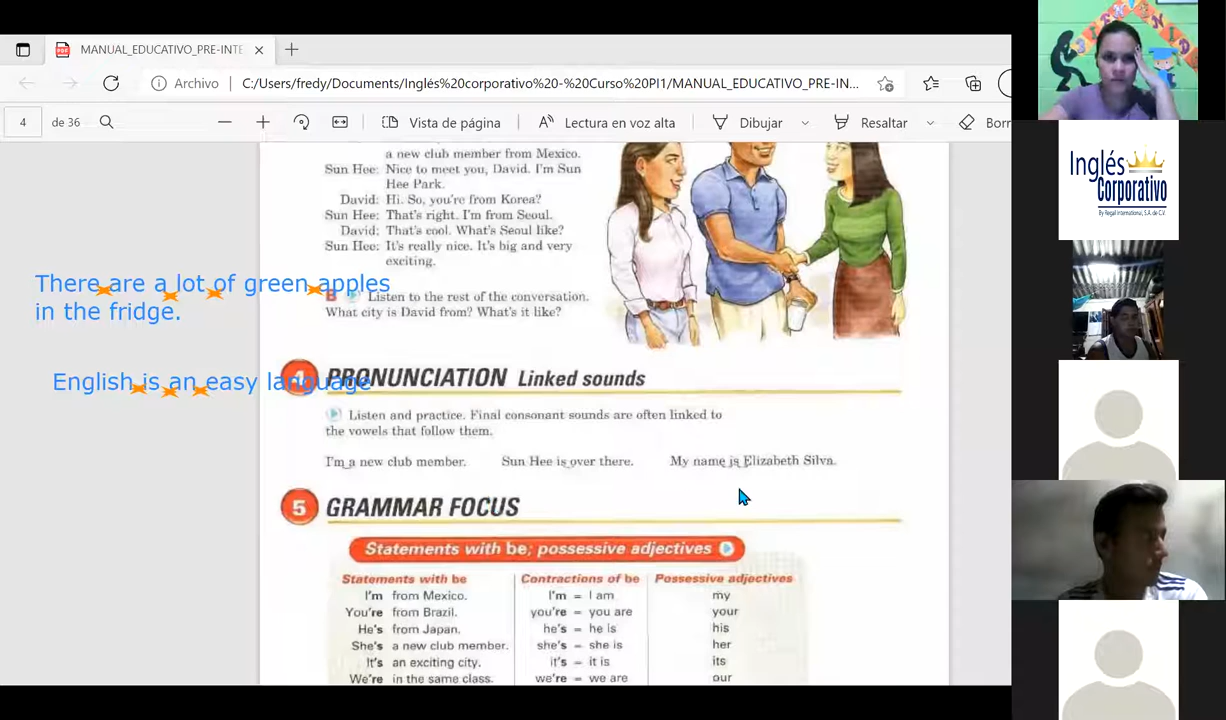 MANUAL_EDUCATIVO_PRE-INTE
Archivo
C:/Users/fredy/Documents/Inglés%20corporativo%20-%20Curso%20PI1/MANUAL_EDUCATIVO_PRE-IN...
4 de 36
Vista de página
Lectura en voz alta
Dibujar
Resaltar
Borr
a new club member from Mexico.
Sun Hee: Nice to meet you, David. I'm Sun
Hee Park.
David: Hi. So, you're from Korea?
Sun Hee: That's right. I'm from Seoul.
David: That's cool. What's Seoul like?
Sun Hee: It's really nice. It's big and very
exciting.
There are a lot of green apples
in the fridge.
B Listen to the rest of the conversation.
What city is David from? What's it like?
English is an easy language
4 PRONUNCIATION Linked sounds
Listen and practice. Final consonant sounds are often linked to
the vowels that follow them.
I'm a new club member. Sun Hee is over there. My name is Elizabeth Silva.
5 GRAMMAR FOCUS
Statements with be; possessive adjectives
Statements with be Contractions of be Possessive adjectives
I'm from Mexico. I'm = I am my
You're from Brazil. you're = you are your
He's from Japan. he's = he is his
She's a new club member. she's = she is her
It's an exciting city. it's = it is its
We're in the same class. we're = we are our
Inglés
Corporativo
By Regall International, S.A. de C.V.